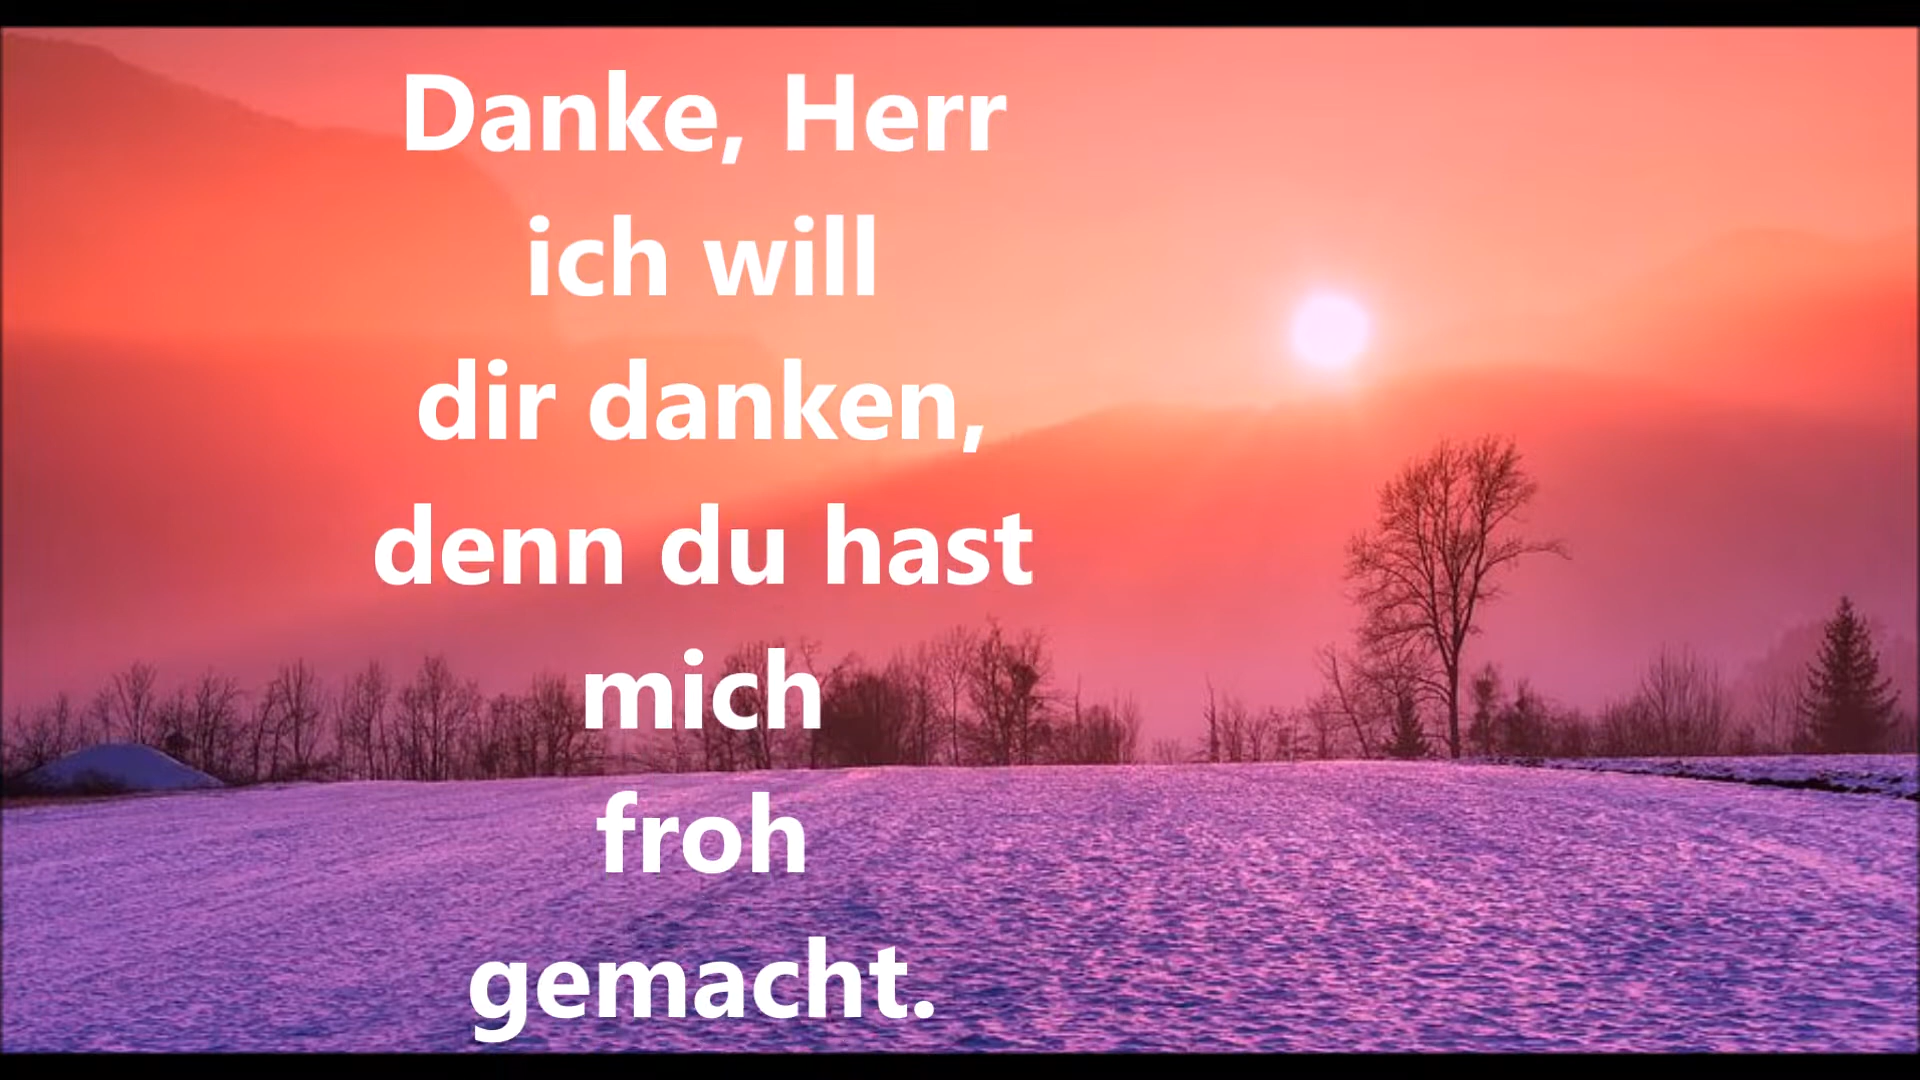 Danke, Herr
ich will
dir danken,
denn du hast
mich
froh
gemacht.